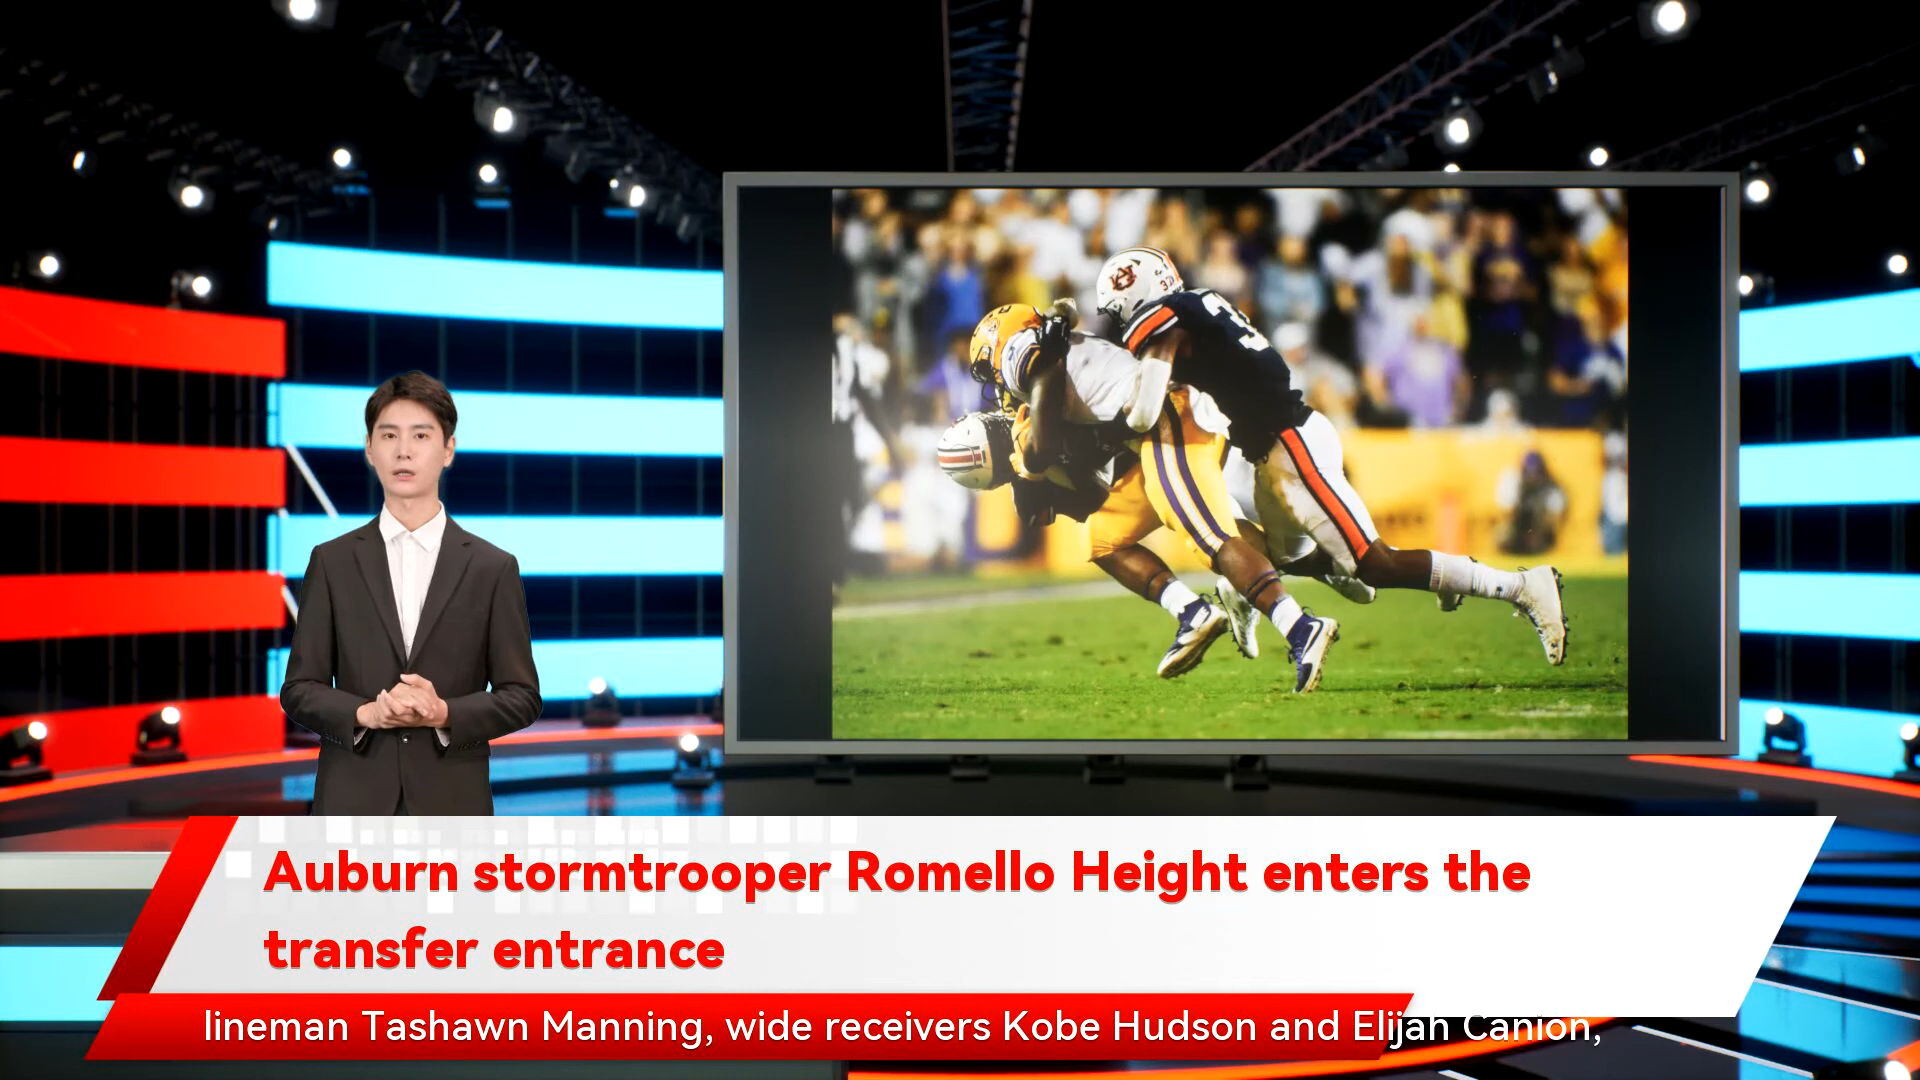 Auburn stormtrooper Romello Height enters the
transfer entrance
lineman Tashawn Manning, wide receivers Kobe Hudson and Elijah Canion,